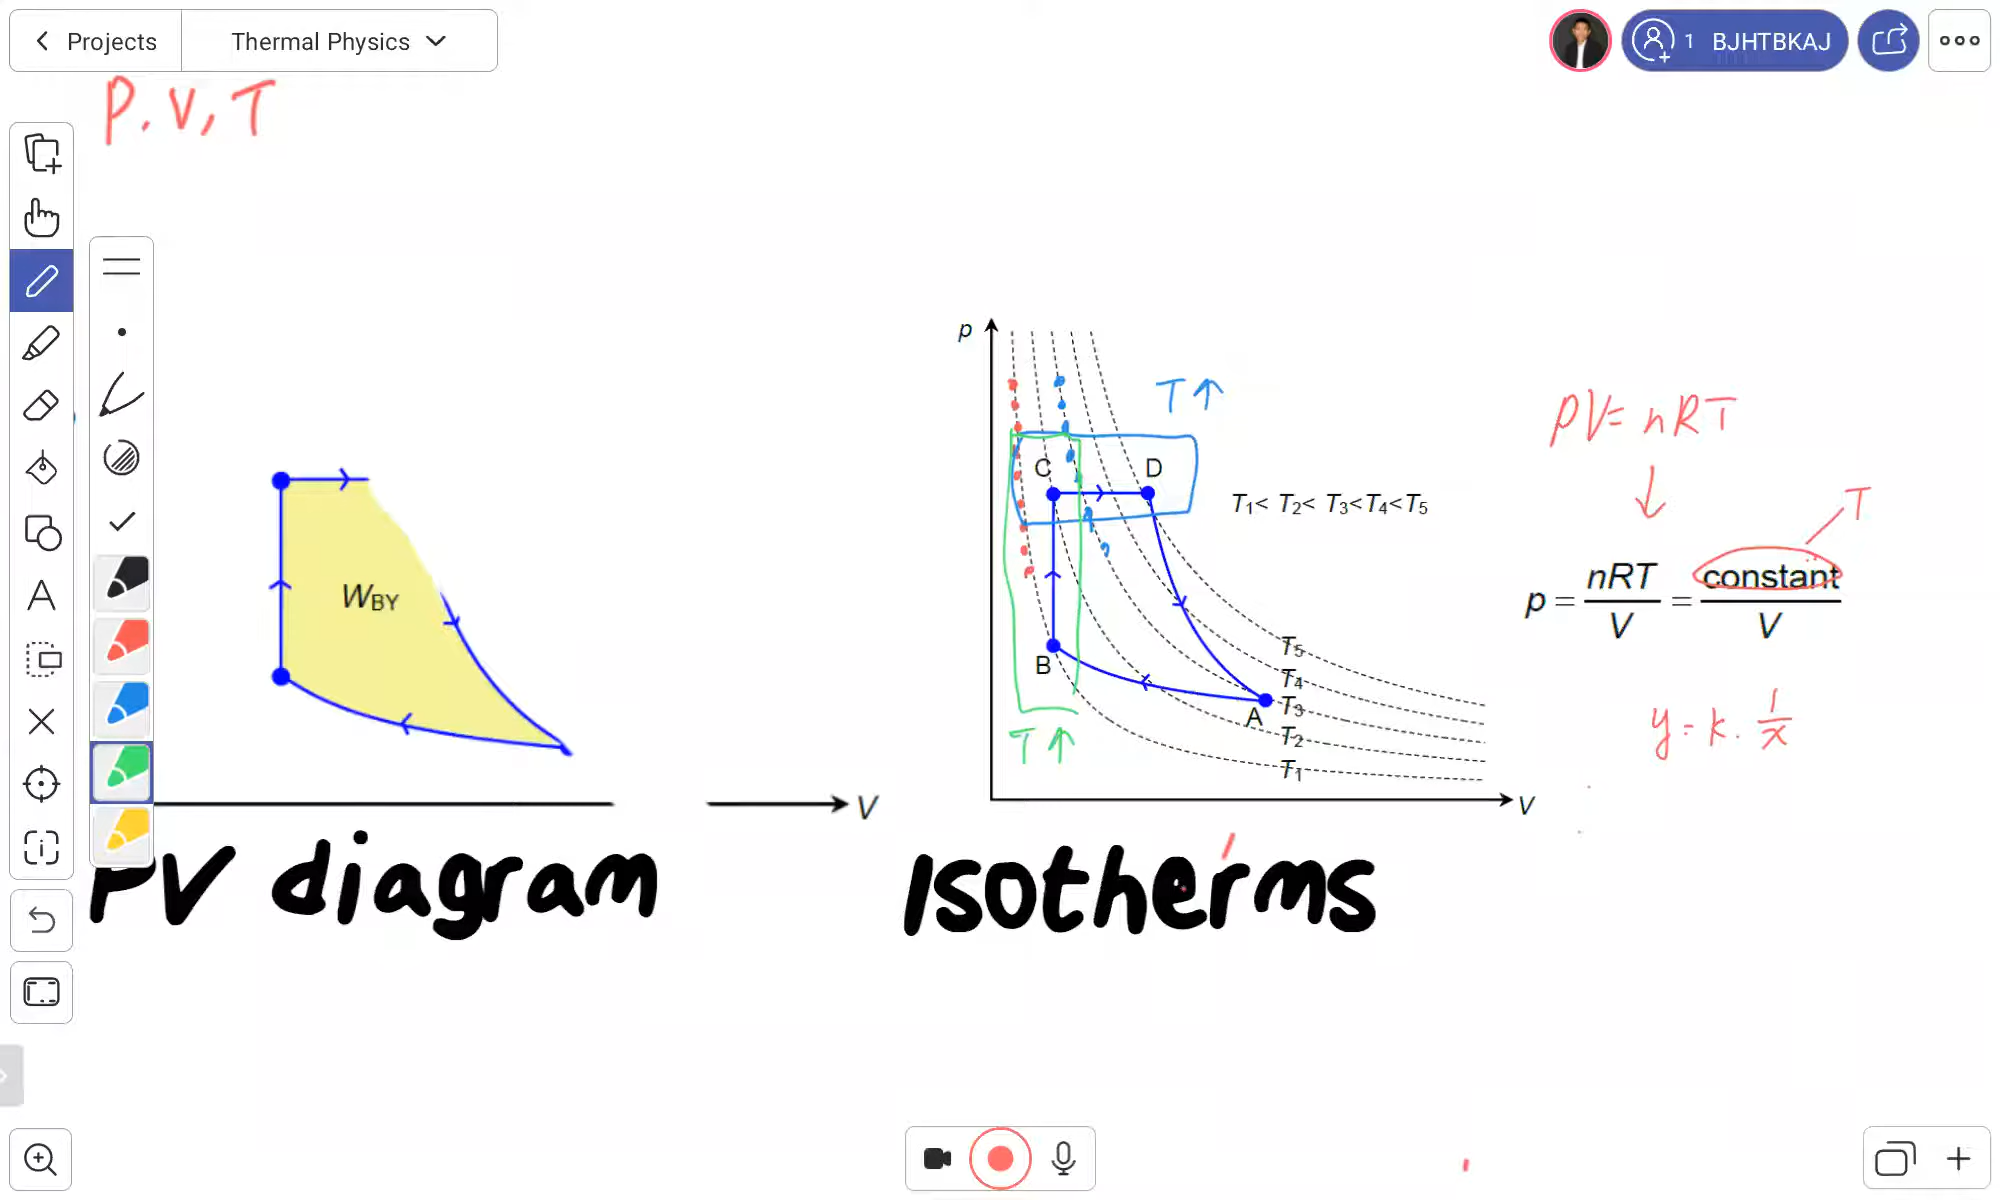 Projects
Thermal Physics
1 BJHTBKAJ
P. V, T
p
T↑
C
D
T₁< T₂< T₃<T₄<T₅
PV = nRT
T
p = nRT/V = constant/V
W_BY
B
A
T₅
T₄
T₃
T₂
T₁
T↑
y = k · 1/x
V
V
PV diagram
Isotherms